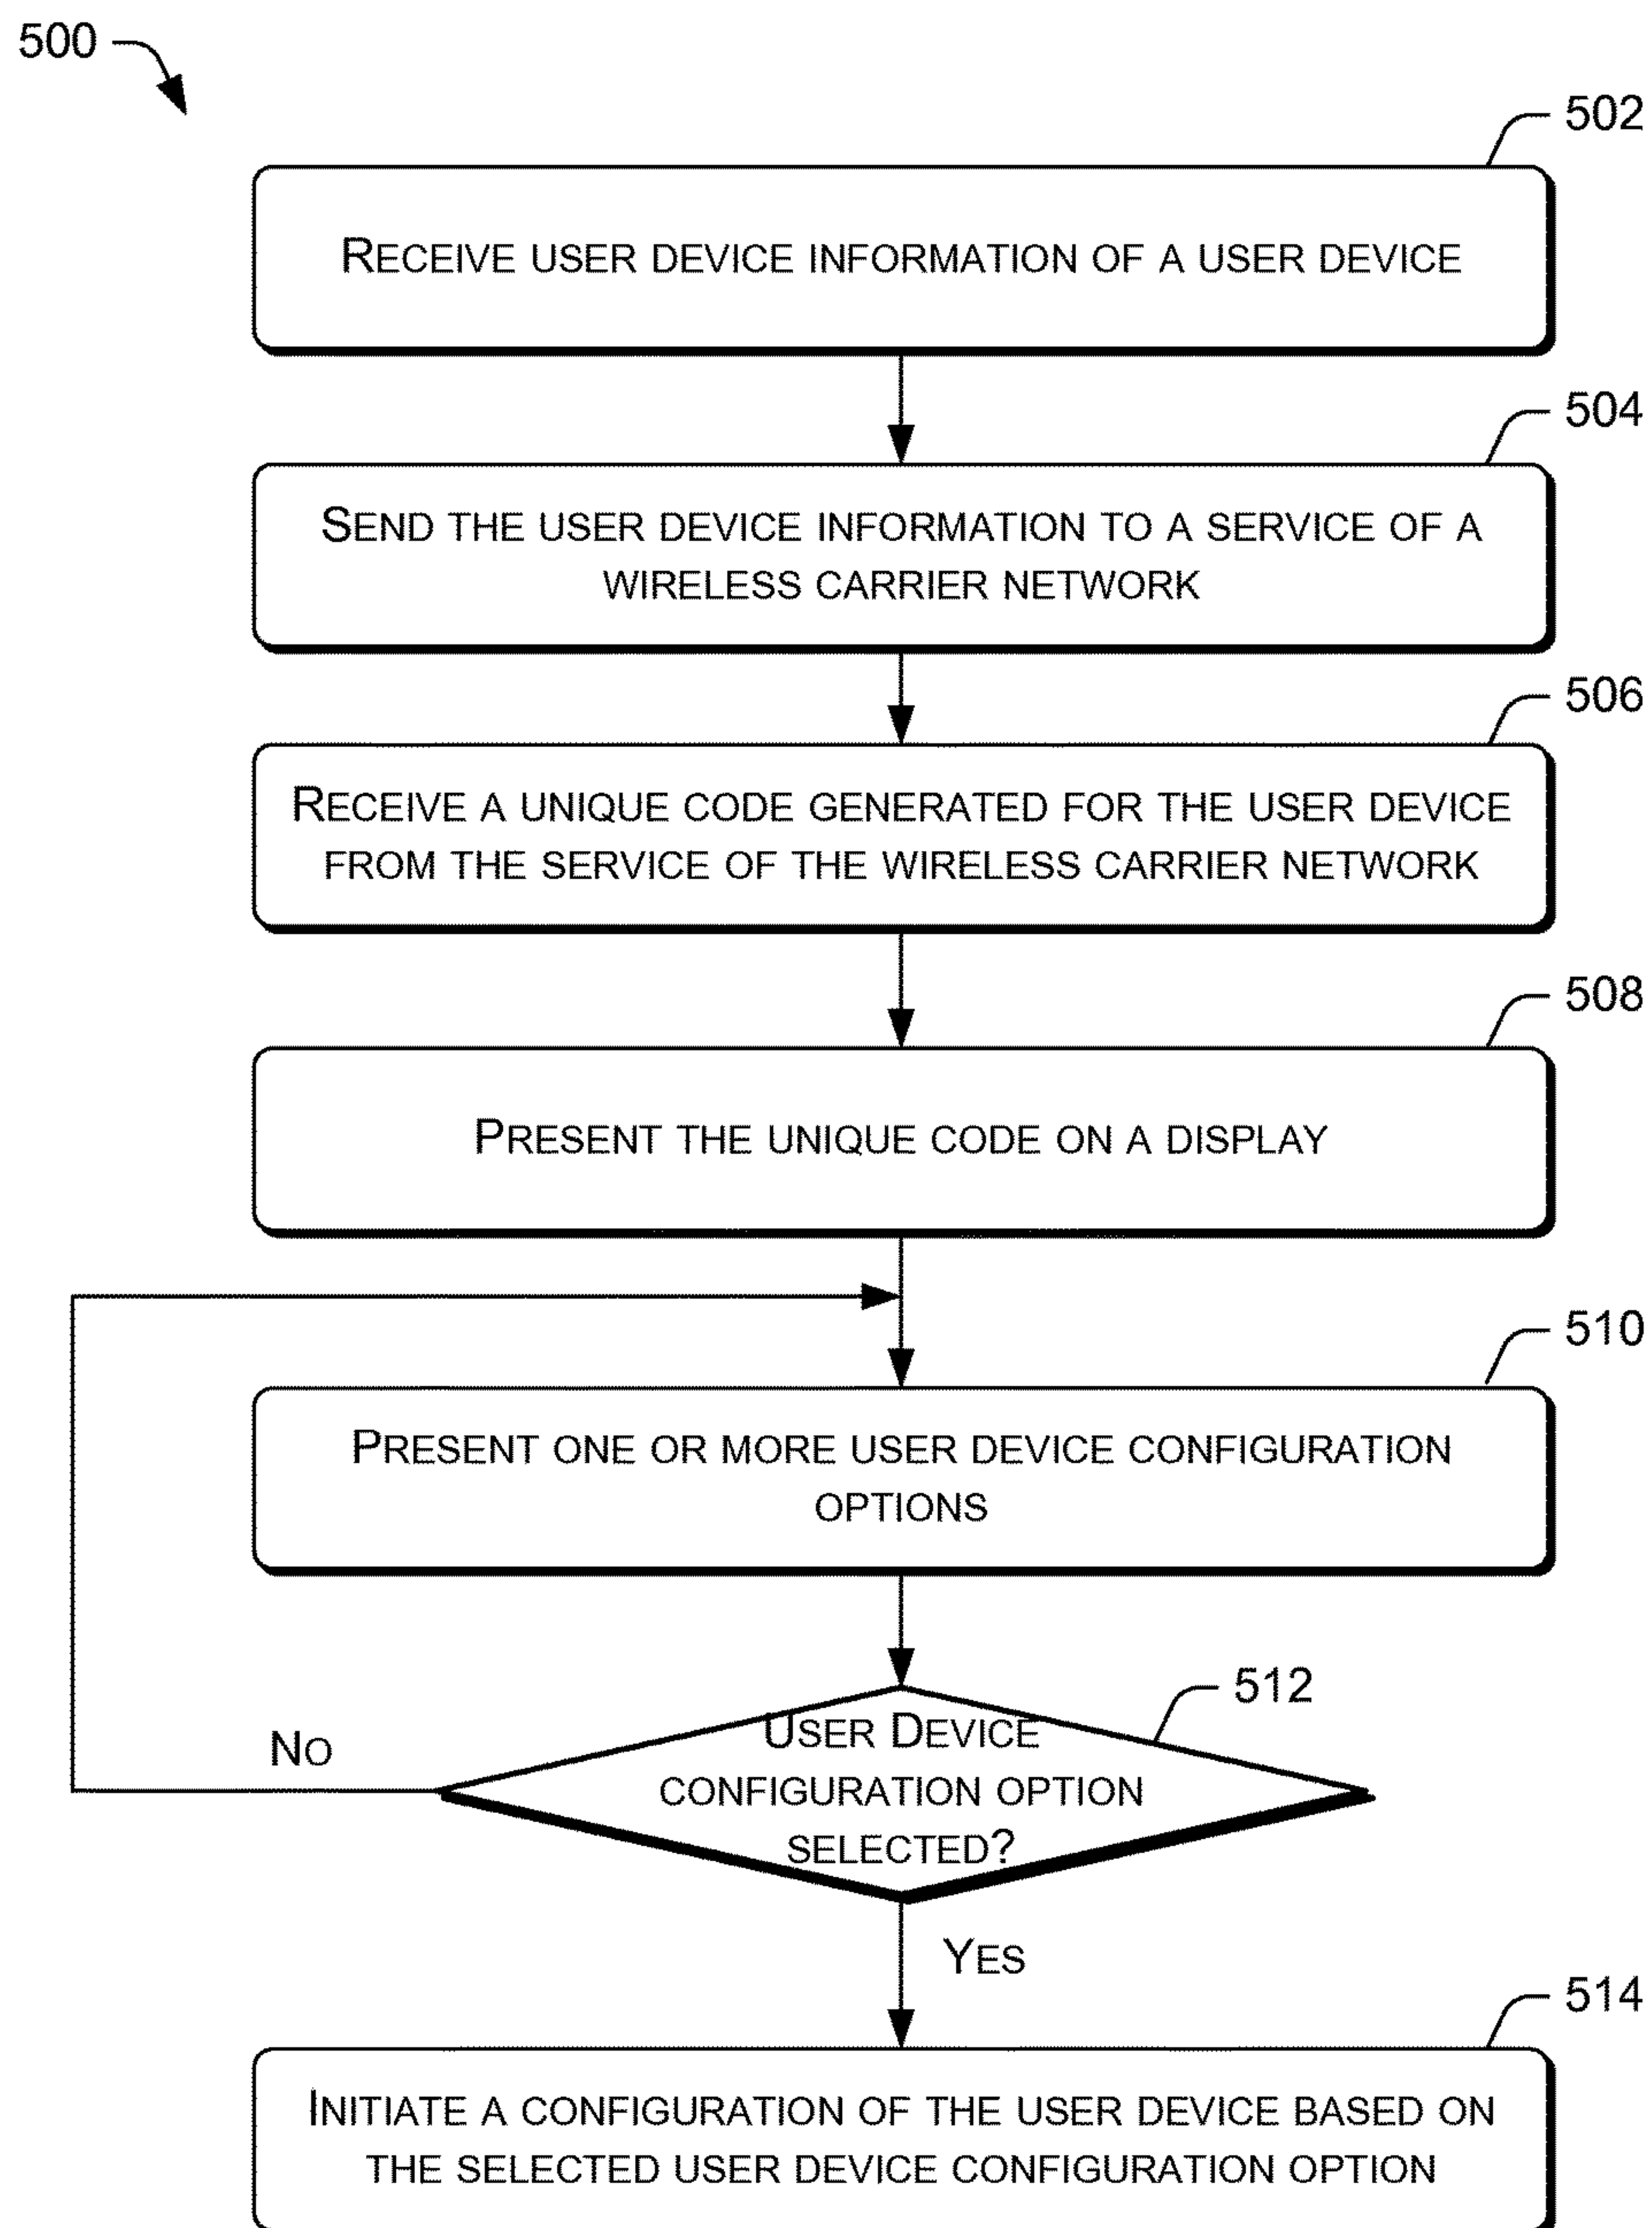 500
502
RECEIVE USER DEVICE INFORMATION OF A USER DEVICE
504
SEND THE USER DEVICE INFORMATION TO A SERVICE OF A
WIRELESS CARRIER NETWORK
506
RECEIVE A UNIQUE CODE GENERATED FOR THE USER DEVICE
FROM THE SERVICE OF THE WIRELESS CARRIER NETWORK
508
PRESENT THE UNIQUE CODE ON A DISPLAY
510
PRESENT ONE OR MORE USER DEVICE CONFIGURATION
OPTIONS
512
USER DEVICE
CONFIGURATION OPTION
SELECTED?
NO
YES
514
INITIATE A CONFIGURATION OF THE USER DEVICE BASED ON
THE SELECTED USER DEVICE CONFIGURATION OPTION